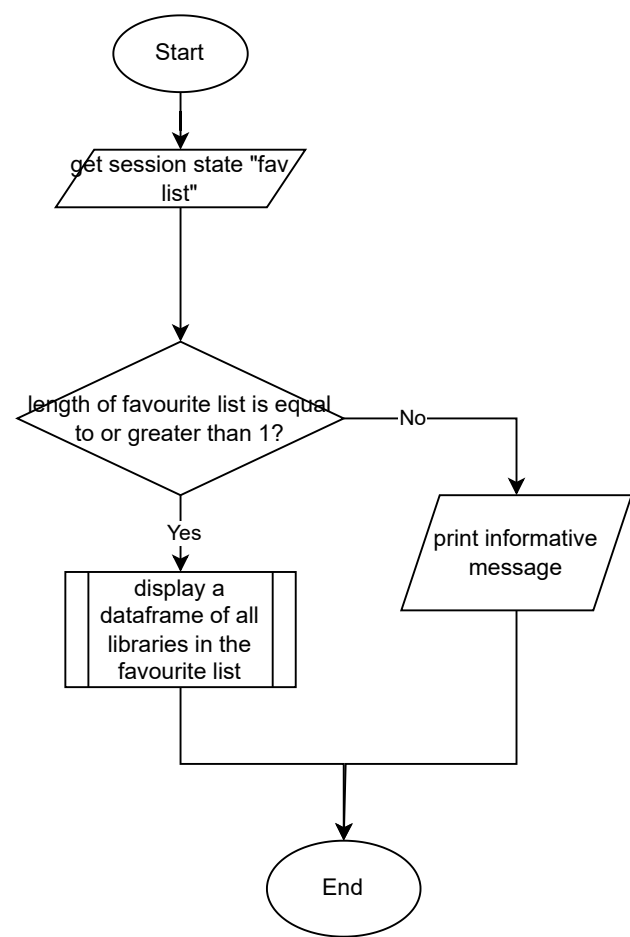 Start
get session state "fav
list"
length of favourite list is equal
to or greater than 1?
No
Yes
print informative
message
display a
dataframe of all
libraries in the
favourite list
End